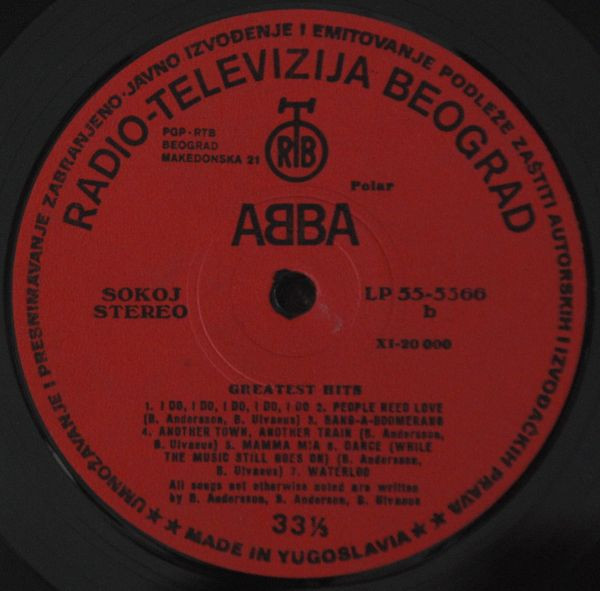 UMNOŽAVANJE I PRESNIMAVANJE ZABRANJENO · JAVNO IZVOĐENJE I EMITOVANJE PODLEŽE ZAŠTITI AUTORSKIH I IZVOĐAČKIH PRAVA
RADIO-TELEVIZIJA BEOGRAD
PGP · RTB
BEOGRAD
MAKEDONSKA 21
RTB
Polar
ABBA
SOKOJ
STEREO
LP 55-5366
b
XI-20 000
GREATEST HITS
1. I DO, I DO, I DO, I DO, I DO 2. PEOPLE NEED LOVE
(B. Andersson, B. Ulvaeus) 3. BANG-A-BOOMERANG
4. ANOTHER TOWN, ANOTHER TRAIN (B. Andersson,
B. Ulvaeus) 5. MAMMA MIA 6. DANCE (WHILE
THE MUSIC STILL GOES ON) (B. Andersson,
B. Ulvaeus) 7. WATERLOO
All songs not otherwise noted are written
by B. Andersson, S. Anderson, B. Ulvaeus
33⅓
★ MADE IN YUGOSLAVIA ★